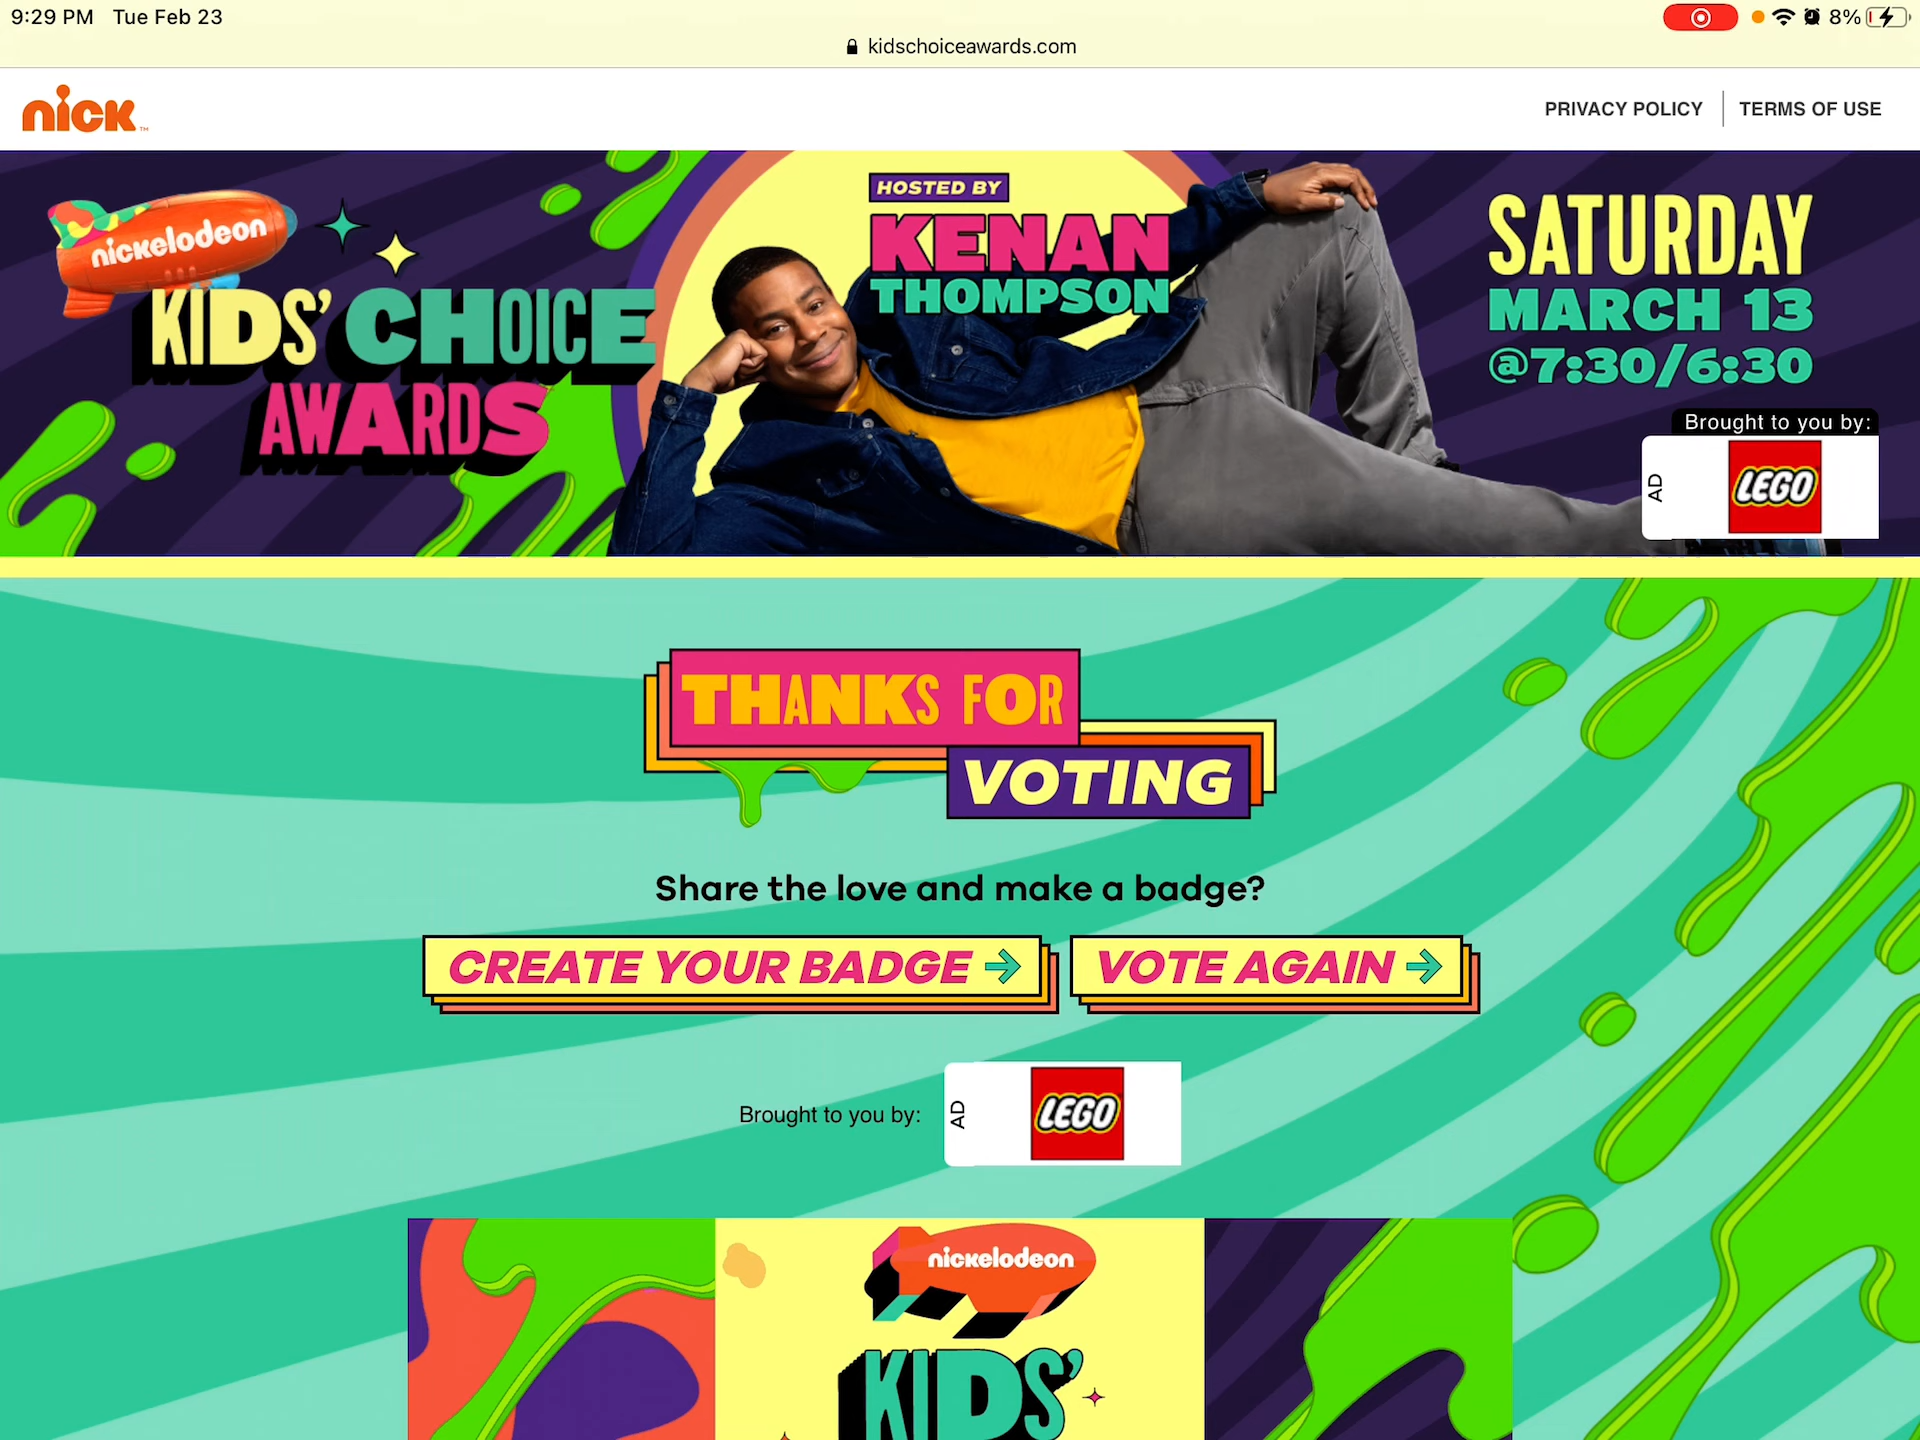 9:29 PM Tue Feb 23
8%
kidschoiceawards.com
nick™
PRIVACY POLICY
TERMS OF USE
nickelodeon
KIDS' CHOICE
AWARDS
HOSTED BY
KENAN
THOMPSON
SATURDAY
MARCH 13
@7:30/6:30
Brought to you by:
AD
LEGO
THANKS FOR
VOTING
Share the love and make a badge?
CREATE YOUR BADGE
VOTE AGAIN
Brought to you by:
AD
LEGO
nickelodeon
KIDS'